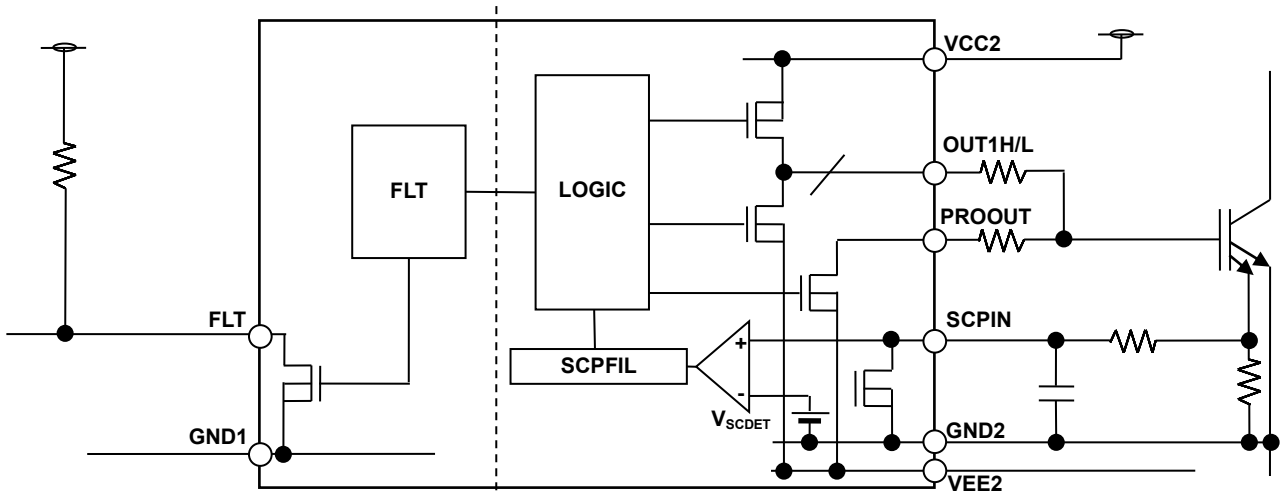 VCC2
OUT1H/L
FLT
LOGIC
PROOUT
FLT
SCPIN
SCPFIL
+
-
VSCDET
GND1
GND2
VEE2